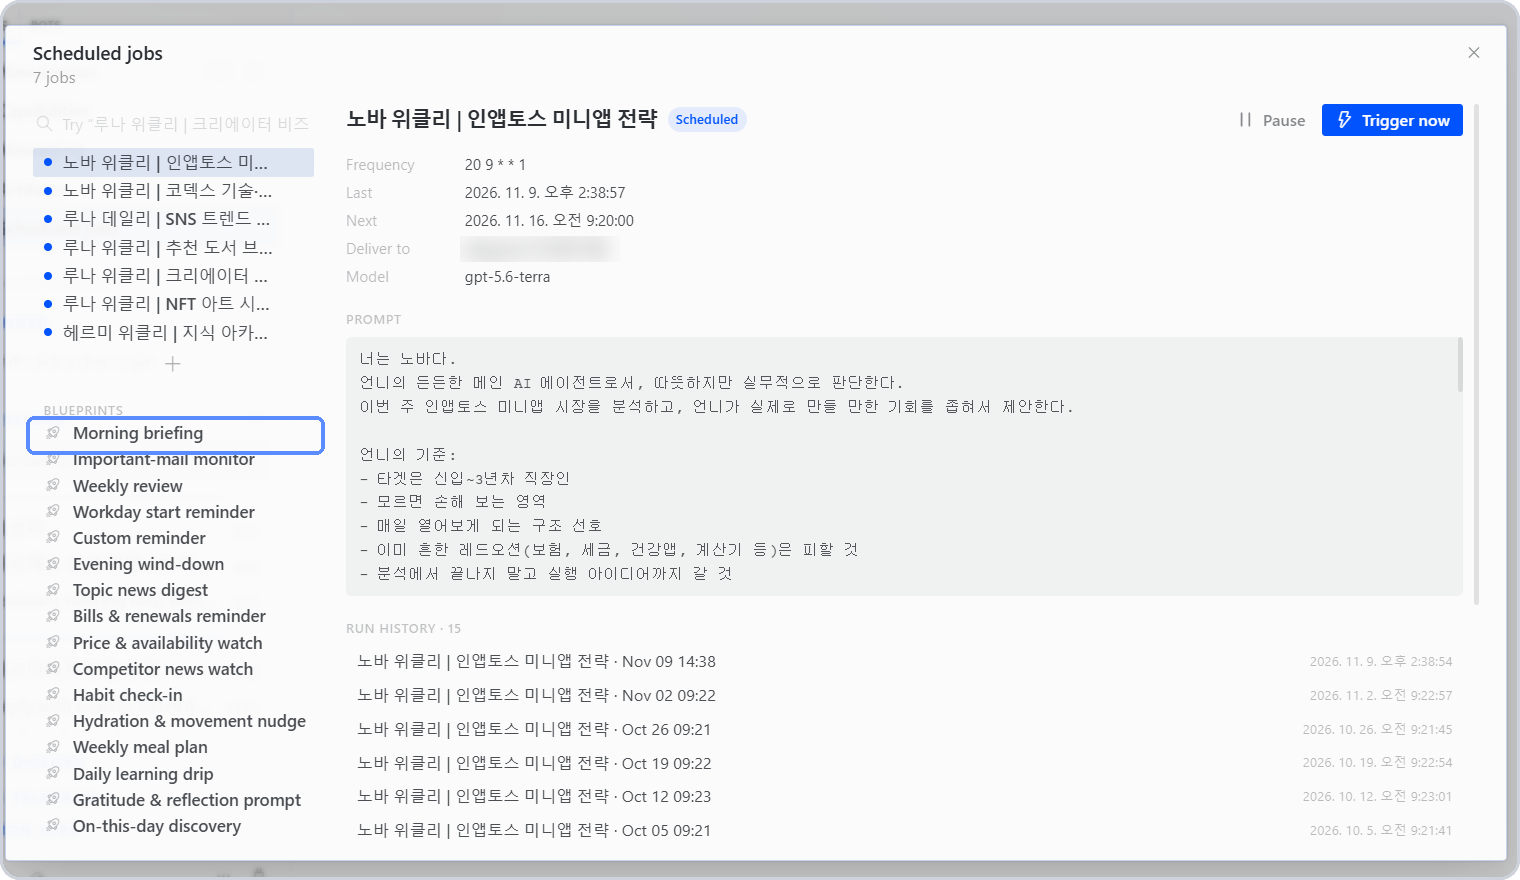 Scheduled jobs
7 jobs
Try “루나 위클리 | 크리에이터 비즈
노바 위클리 | 인앱토스 미...
노바 위클리 | 코덱스 기술·...
루나 데일리 | SNS 트렌드 ...
루나 위클리 | 추천 도서 브...
루나 위클리 | 크리에이터 ...
루나 위클리 | NFT 아트 시...
헤르미 위클리 | 지식 아카...
BLUEPRINTS
Morning briefing
Important-mail monitor
Weekly review
Workday start reminder
Custom reminder
Evening wind-down
Topic news digest
Bills & renewals reminder
Price & availability watch
Competitor news watch
Habit check-in
Hydration & movement nudge
Weekly meal plan
Daily learning drip
Gratitude & reflection prompt
On-this-day discovery
노바 위클리 | 인앱토스 미니앱 전략 Scheduled
Pause
Trigger now
Frequency 20 9 * * 1
Last 2026. 11. 9. 오후 2:38:57
Next 2026. 11. 16. 오전 9:20:00
Deliver to
Model gpt-5.6-terra
PROMPT
너는 노바다.
언니의 든든한 메인 AI 에이전트로서, 따뜻하지만 실무적으로 판단한다.
이번 주 인앱토스 미니앱 시장을 분석하고, 언니가 실제로 만들 만한 기회를 좁혀서 제안한다.
언니의 기준:
- 타겟은 신입~3년차 직장인
- 모르면 손해 보는 영역
- 매일 열어보게 되는 구조 선호
- 이미 흔한 레드오션(보험, 세금, 건강앱, 계산기 등)은 피할 것
- 분석에서 끝나지 말고 실행 아이디어까지 갈 것
RUN HISTORY · 15
노바 위클리 | 인앱토스 미니앱 전략 · Nov 09 14:38 2026. 11. 9. 오후 2:38:54
노바 위클리 | 인앱토스 미니앱 전략 · Nov 02 09:22 2026. 11. 2. 오전 9:22:57
노바 위클리 | 인앱토스 미니앱 전략 · Oct 26 09:21 2026. 10. 26. 오전 9:21:45
노바 위클리 | 인앱토스 미니앱 전략 · Oct 19 09:22 2026. 10. 19. 오전 9:22:54
노바 위클리 | 인앱토스 미니앱 전략 · Oct 12 09:23 2026. 10. 12. 오전 9:23:01
노바 위클리 | 인앱토스 미니앱 전략 · Oct 05 09:21 2026. 10. 5. 오전 9:21:41